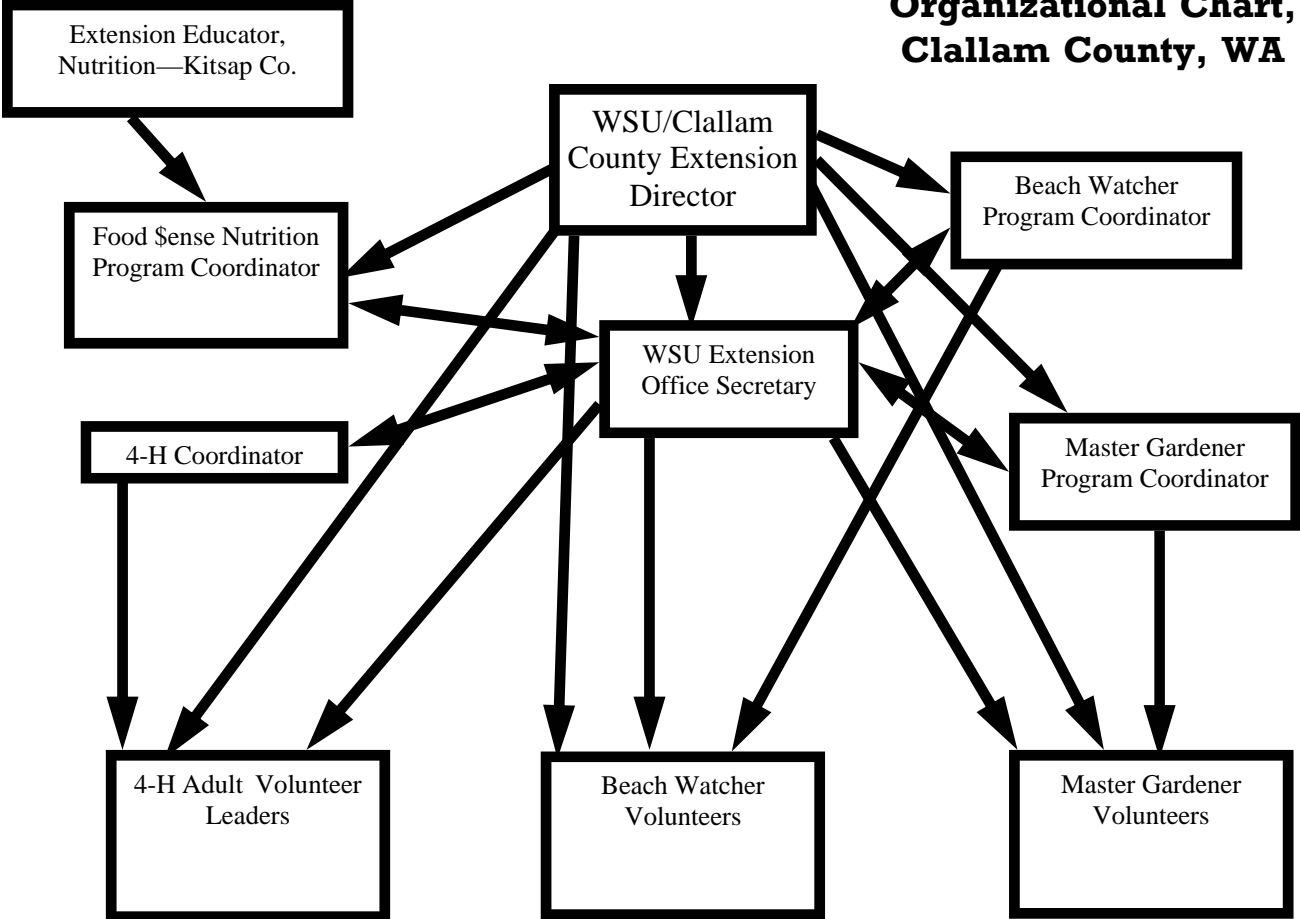 Organizational Chart,
Clallam County, WA
Extension Educator,
Nutrition—Kitsap Co.
WSU/Clallam
County Extension
Director
Beach Watcher
Program Coordinator
Food $ense Nutrition
Program Coordinator
WSU Extension
Office Secretary
4-H Coordinator
Master Gardener
Program Coordinator
4-H Adult Volunteer
Leaders
Beach Watcher
Volunteers
Master Gardener
Volunteers